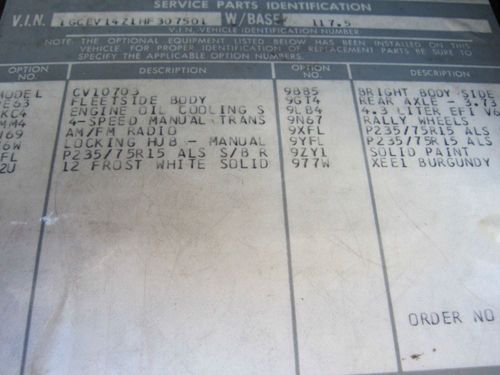 SERVICE PARTS IDENTIFICATION
V.I.N. 1GCEV14Z1HF307501 W/BASE 117.5
V.I.N.-VEHICLE IDENTIFICATION NUMBER
NOTE: THE OPTIONAL EQUIPMENT LISTED BELOW HAS BEEN INSTALLED ON THIS
VEHICLE. FOR PROPER IDENTIFICATION OF REPLACEMENT PARTS BE SURE TO
SPECIFY THE APPLICABLE OPTION NUMBERS.
OPTION NO. DESCRIPTION OPTION NO. DESCRIPTION
MODEL CV10703 9B85 BRIGHT BODY SIDE
E63 FLEETSIDE BODY 9GT4 REAR AXLE - 3.73
KC4 ENGINE OIL COOLING S 9LB4 4.3 LITER EFI V6
MM4 4-SPEED MANUAL TRANS 9N67 RALLY WHEELS
M69 AM/FM RADIO 9XFL P235/75R15 ALS S
6W LOCKING HUB - MANUAL 9YFL P235/75R15 ALS S
FL P235/75R15 ALS S/B R 9ZY1 SOLID PAINT
2U 12 FROST WHITE SOLID 977W XEE1 BURGUNDY
ORDER NO